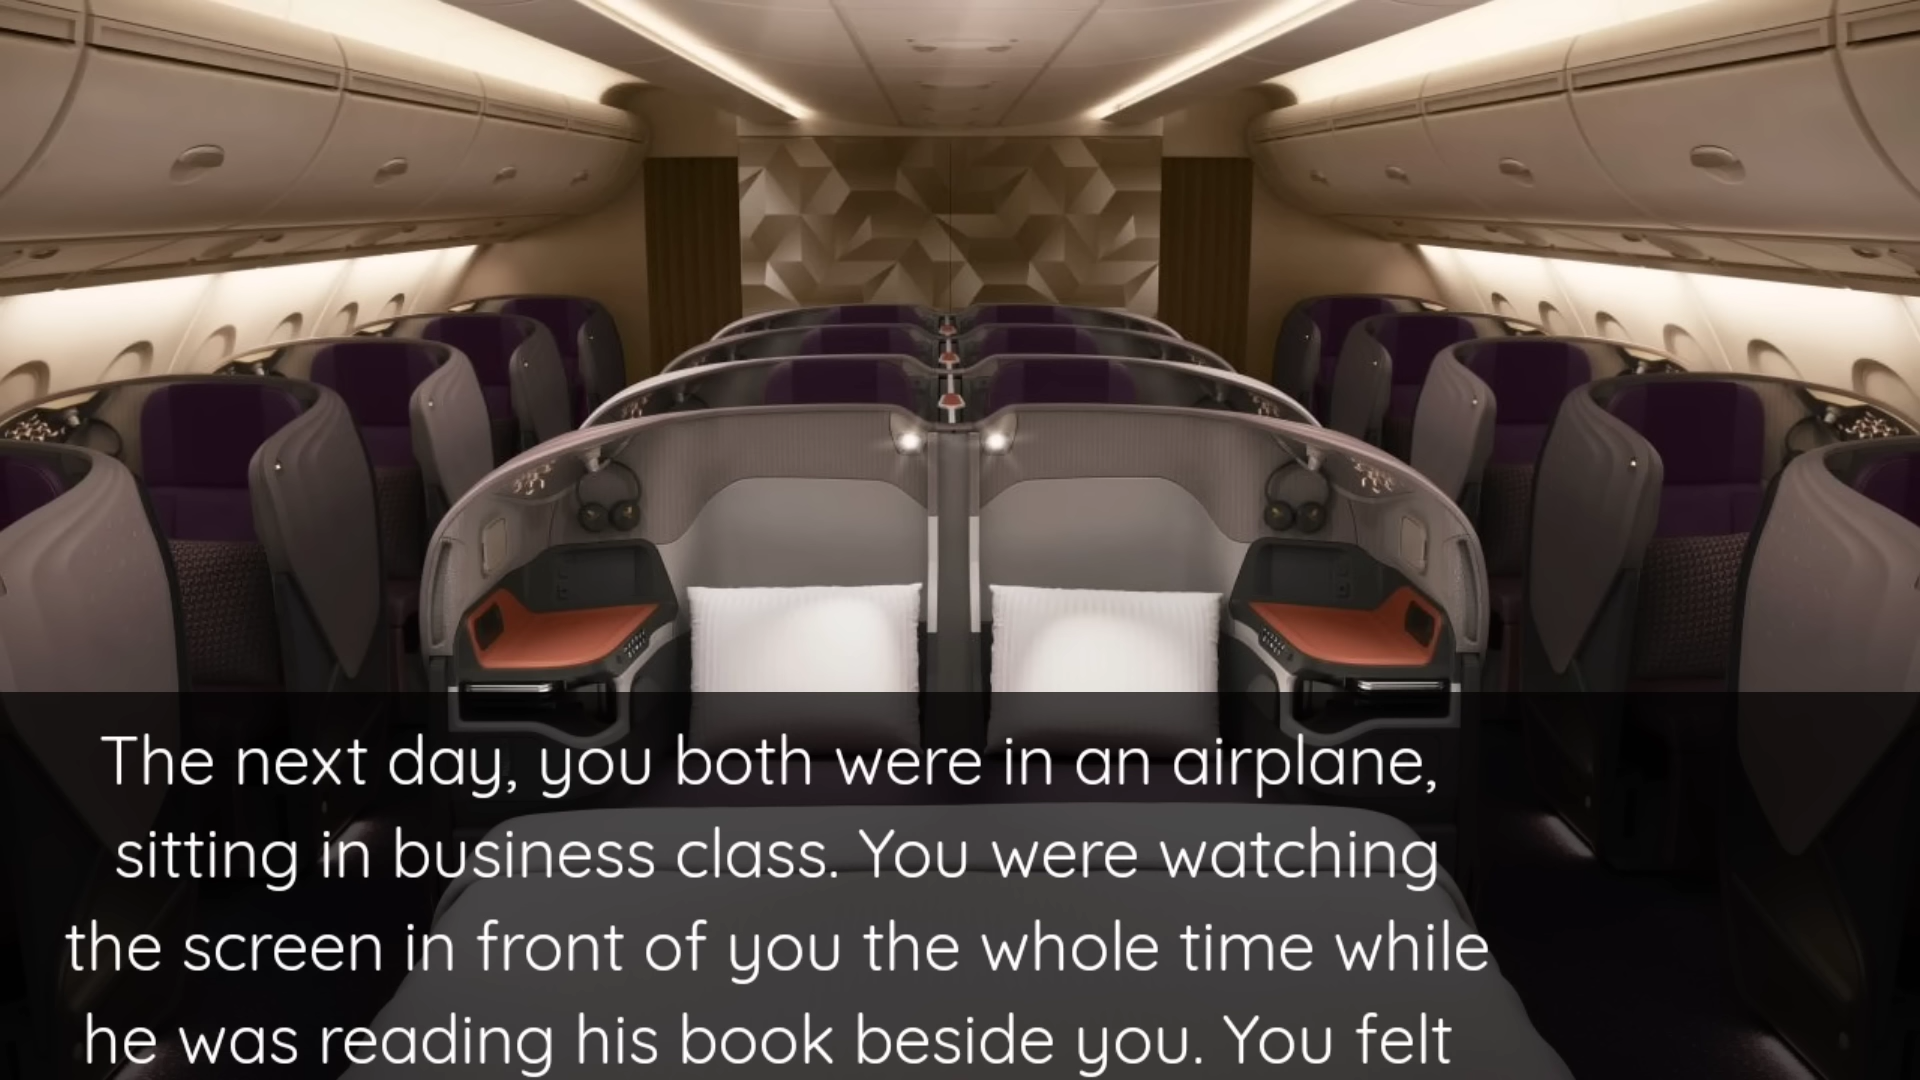 The next day, you both were in an airplane,
sitting in business class. You were watching
the screen in front of you the whole time while
he was reading his book beside you. You felt